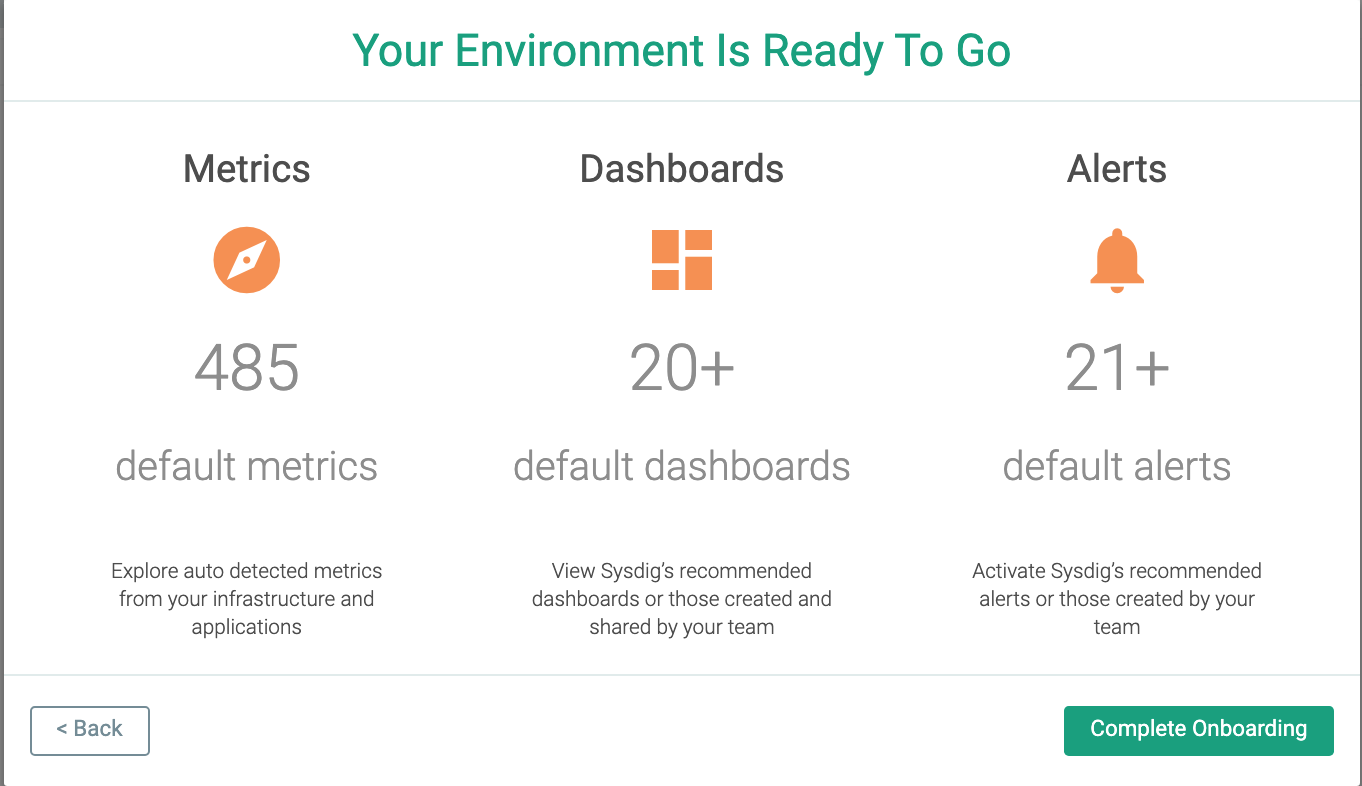 Your Environment Is Ready To Go
Metrics
485
default metrics
Explore auto detected metrics
from your infrastructure and
applications
Dashboards
20+
default dashboards
View Sysdig’s recommended
dashboards or those created and
shared by your team
Alerts
21+
default alerts
Activate Sysdig’s recommended
alerts or those created by your
team
< Back
Complete Onboarding